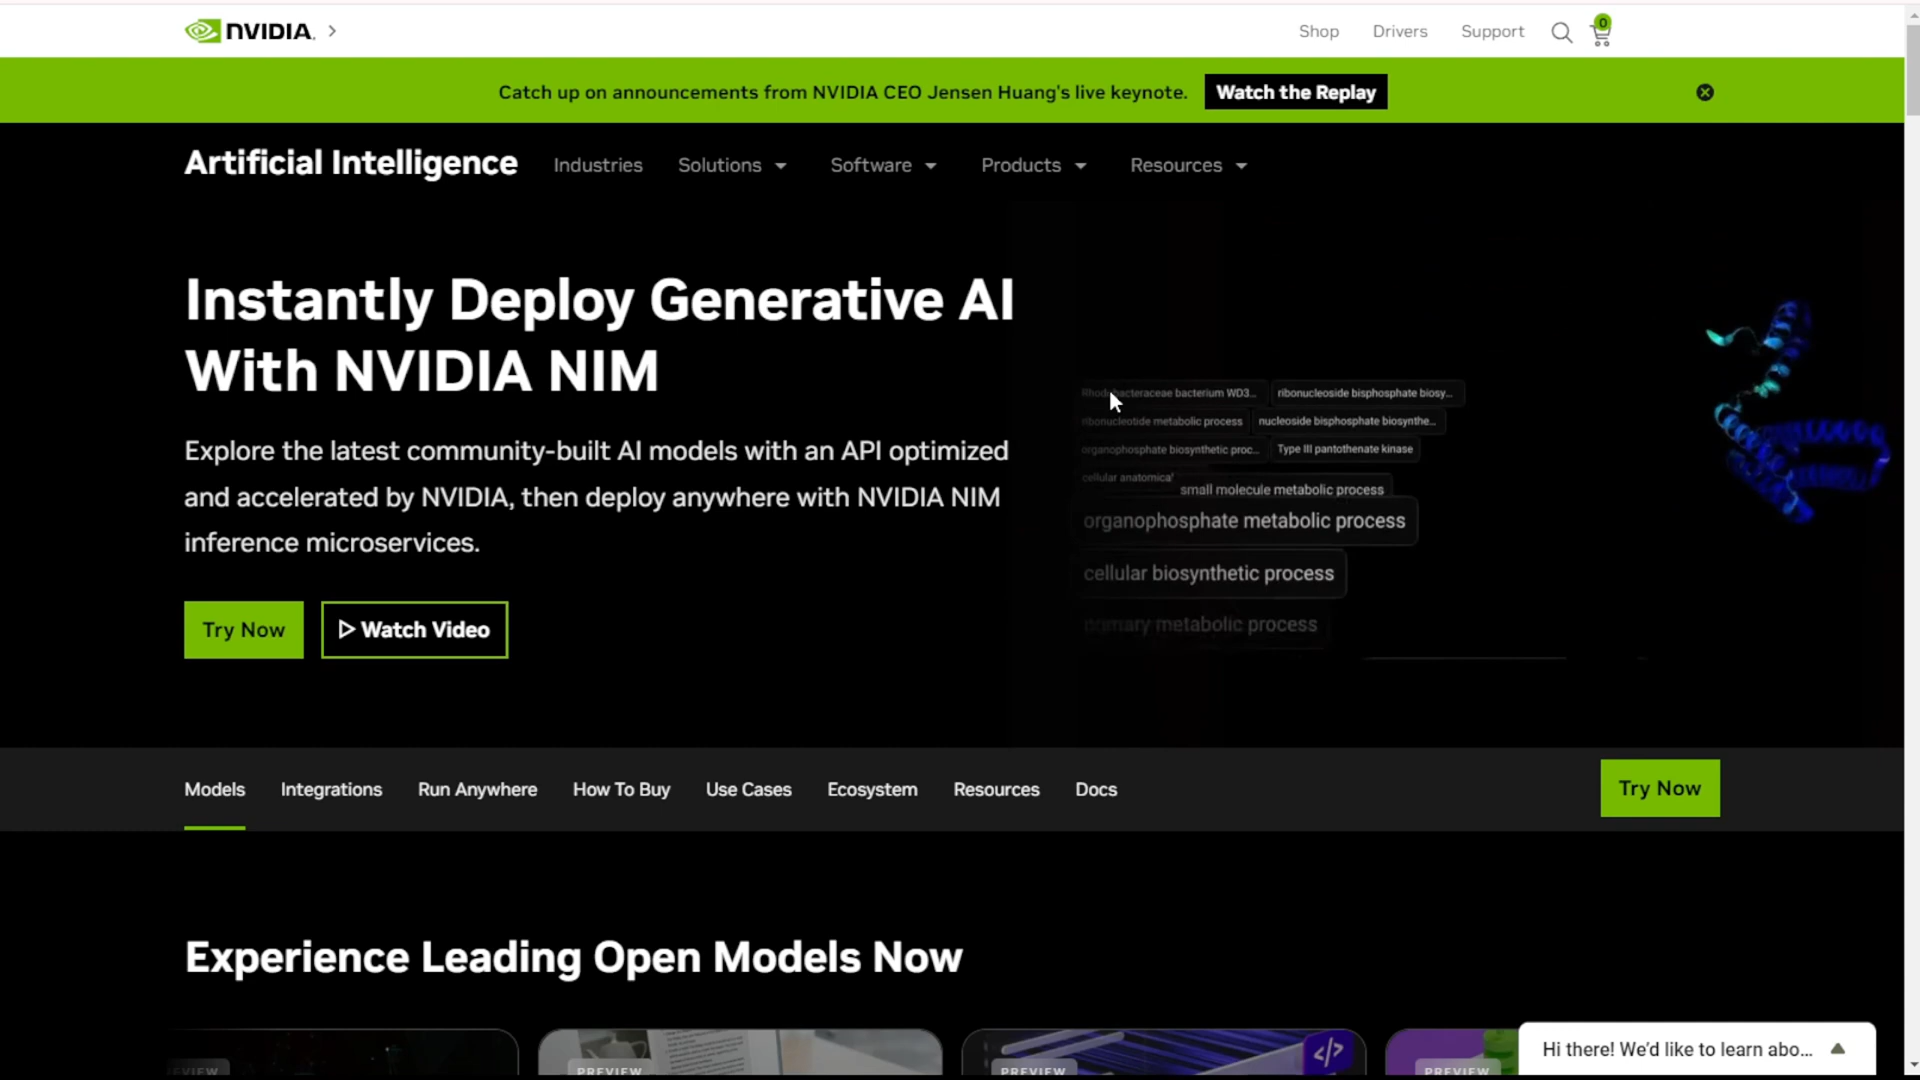 NVIDIA.
Shop Drivers Support 0
Catch up on announcements from NVIDIA CEO Jensen Huang's live keynote. Watch the Replay
Artificial Intelligence Industries Solutions Software Products Resources
Instantly Deploy Generative AI
With NVIDIA NIM
Explore the latest community-built AI models with an API optimized
and accelerated by NVIDIA, then deploy anywhere with NVIDIA NIM
inference microservices.
Try Now Watch Video
bacterium WD3... ribonucleoside bisphosphate biosy...
ribonucleotide metabolic process nucleoside bisphosphate biosynthe...
organophosphate biosynthetic proc... Type III pantothenate kinase
cellular anatomical
small molecule metabolic process
organophosphate metabolic process
cellular biosynthetic process
primary metabolic process
Models Integrations Run Anywhere How To Buy Use Cases Ecosystem Resources Docs Try Now
Experience Leading Open Models Now
PREVIEW PREVIEW PREVIEW
</>
Hi there! We'd like to learn abo...